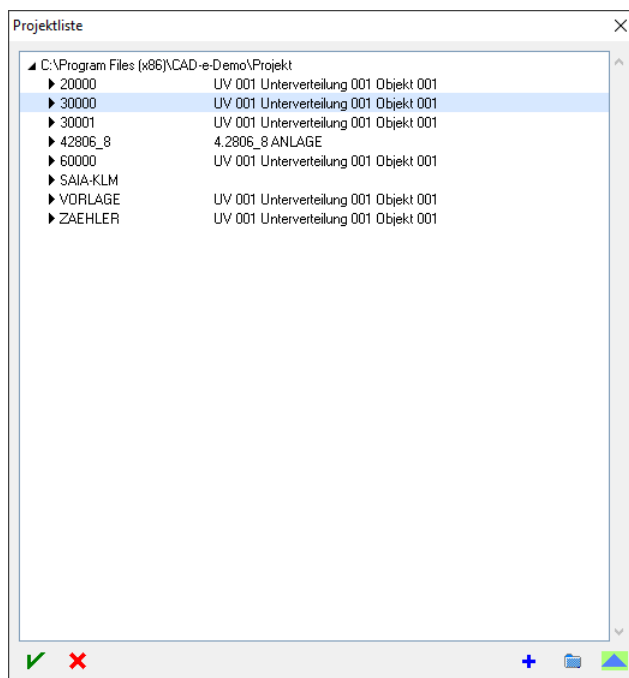 Projektliste
C:\Program Files (x86)\CAD-e-Demo\Projekt
20000 UV 001 Unterverteilung 001 Objekt 001
30000 UV 001 Unterverteilung 001 Objekt 001
30001 UV 001 Unterverteilung 001 Objekt 001
42806_8 4.2806_8 ANLAGE
60000 UV 001 Unterverteilung 001 Objekt 001
SAIA-KLM
VORLAGE UV 001 Unterverteilung 001 Objekt 001
ZAEHLER UV 001 Unterverteilung 001 Objekt 001